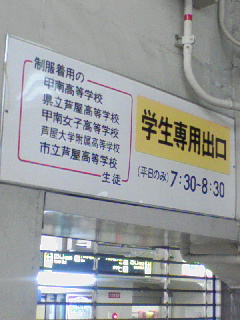 制服着用の
甲南高等学校
県立芦屋高等学校
甲南女子高等学校
芦屋大学附属高等学校
市立芦屋高等学校
生徒
学生専用出口
(平日のみ)7:30-8:30